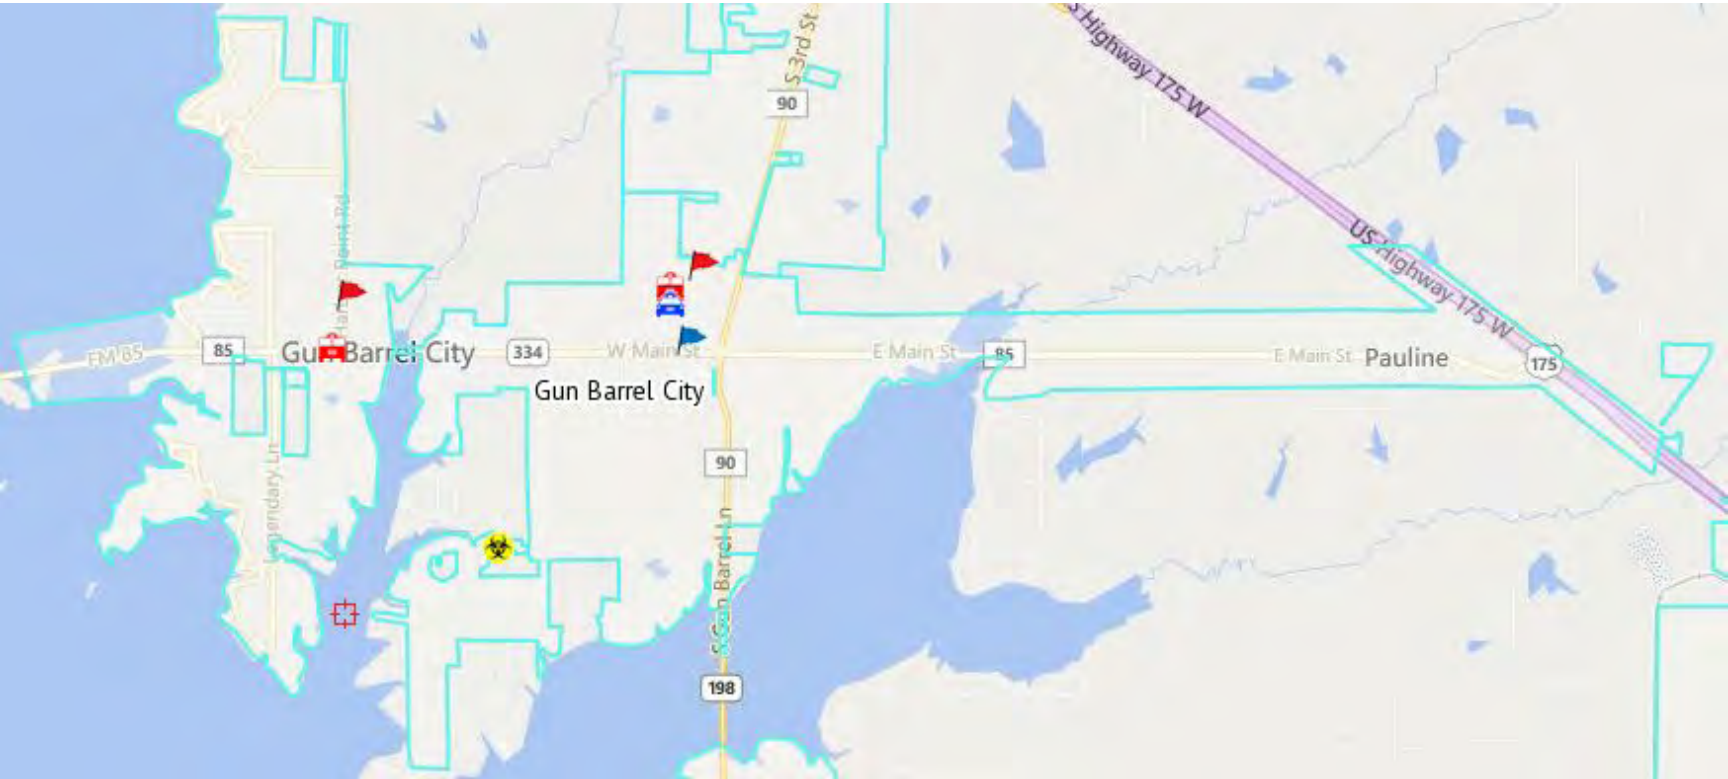 S Highway 175 W
S 3rd St
90
US Highway 175 W
FM 85
85
Gun Barrel City
334
W Main St
E Main St
85
E Main St
Pauline
175
Gun Barrel City
90
Legendary Ln
S Gun Barrel Ln
198